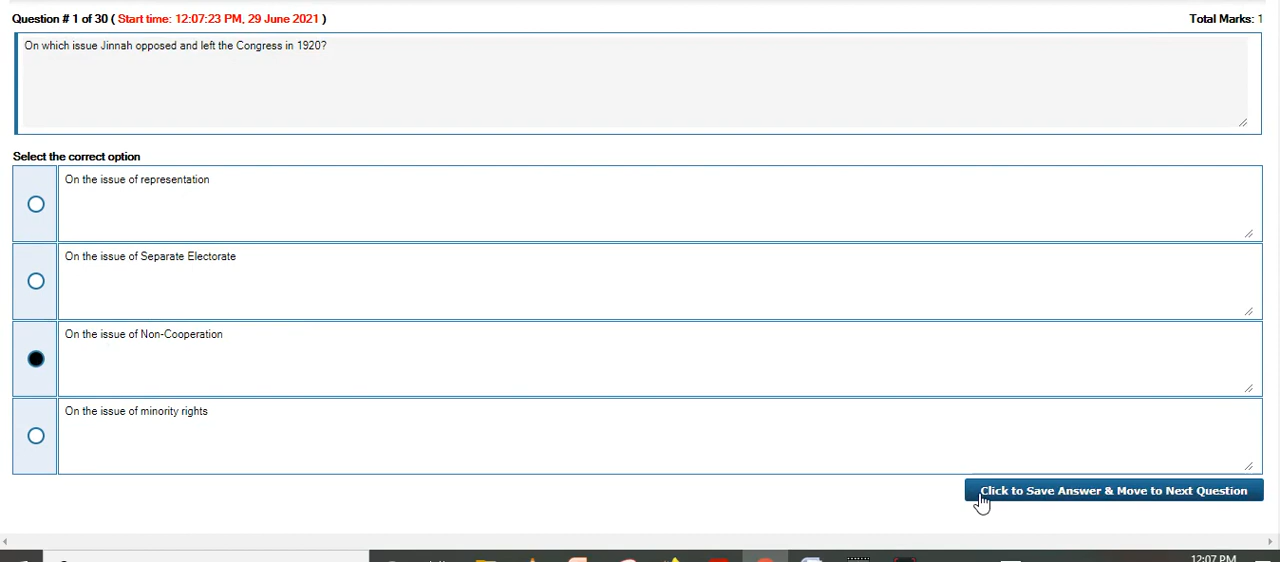 Question # 1 of 30 ( Start time: 12:07:23 PM, 29 June 2021 ) Total Marks: 1
On which issue Jinnah opposed and left the Congress in 1920?
Select the correct option
On the issue of representation
On the issue of Separate Electorate
On the issue of Non-Cooperation
On the issue of minority rights
Click to Save Answer & Move to Next Question
12:07 PM